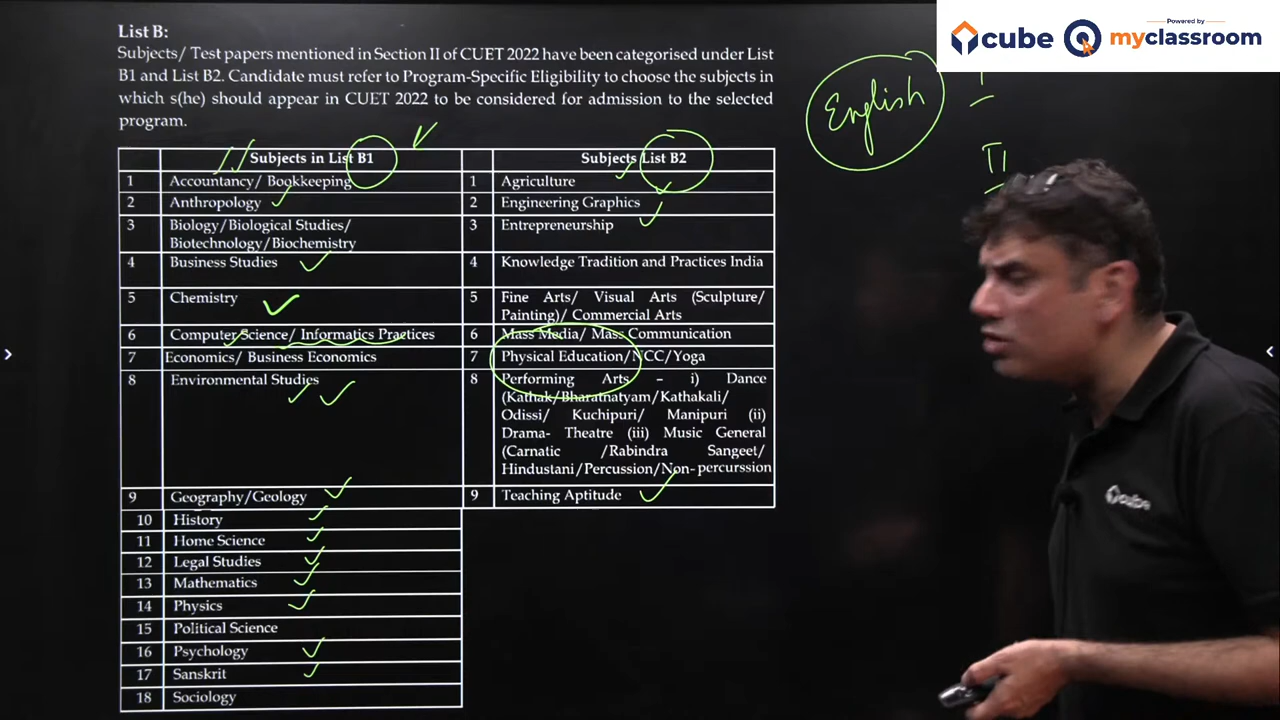 List B:
Subjects/ Test papers mentioned in Section II of CUET 2022 have been categorised under List
B1 and List B2. Candidate must refer to Program-Specific Eligibility to choose the subjects in
which s(he) should appear in CUET 2022 to be considered for admission to the selected
program.
Subjects in List B1 Subjects List B2
1 Accountancy/ Bookkeeping 1 Agriculture
2 Anthropology 2 Engineering Graphics
3 Biology/Biological Studies/ 3 Entrepreneurship
Biotechnology/Biochemistry
4 Business Studies 4 Knowledge Tradition and Practices India
5 Chemistry 5 Fine Arts/ Visual Arts (Sculpture/
Painting)/ Commercial Arts
6 Computer Science/ Informatics Practices 6 Mass Media/ Mass Communication
7 Economics/ Business Economics 7 Physical Education/NCC/Yoga
8 Environmental Studies 8 Performing Arts – i) Dance
(Kathak/Bharatnatyam/Kathakali/
Odissi/ Kuchipuri/ Manipuri (ii)
Drama- Theatre (iii) Music General
(Carnatic /Rabindra Sangeet/
Hindustani/Percussion/Non-percurssion
9 Geography/Geology 9 Teaching Aptitude
10 History
11 Home Science
12 Legal Studies
13 Mathematics
14 Physics
15 Political Science
16 Psychology
17 Sanskrit
18 Sociology
English
II
cube
Powered by
myclassroom
cube